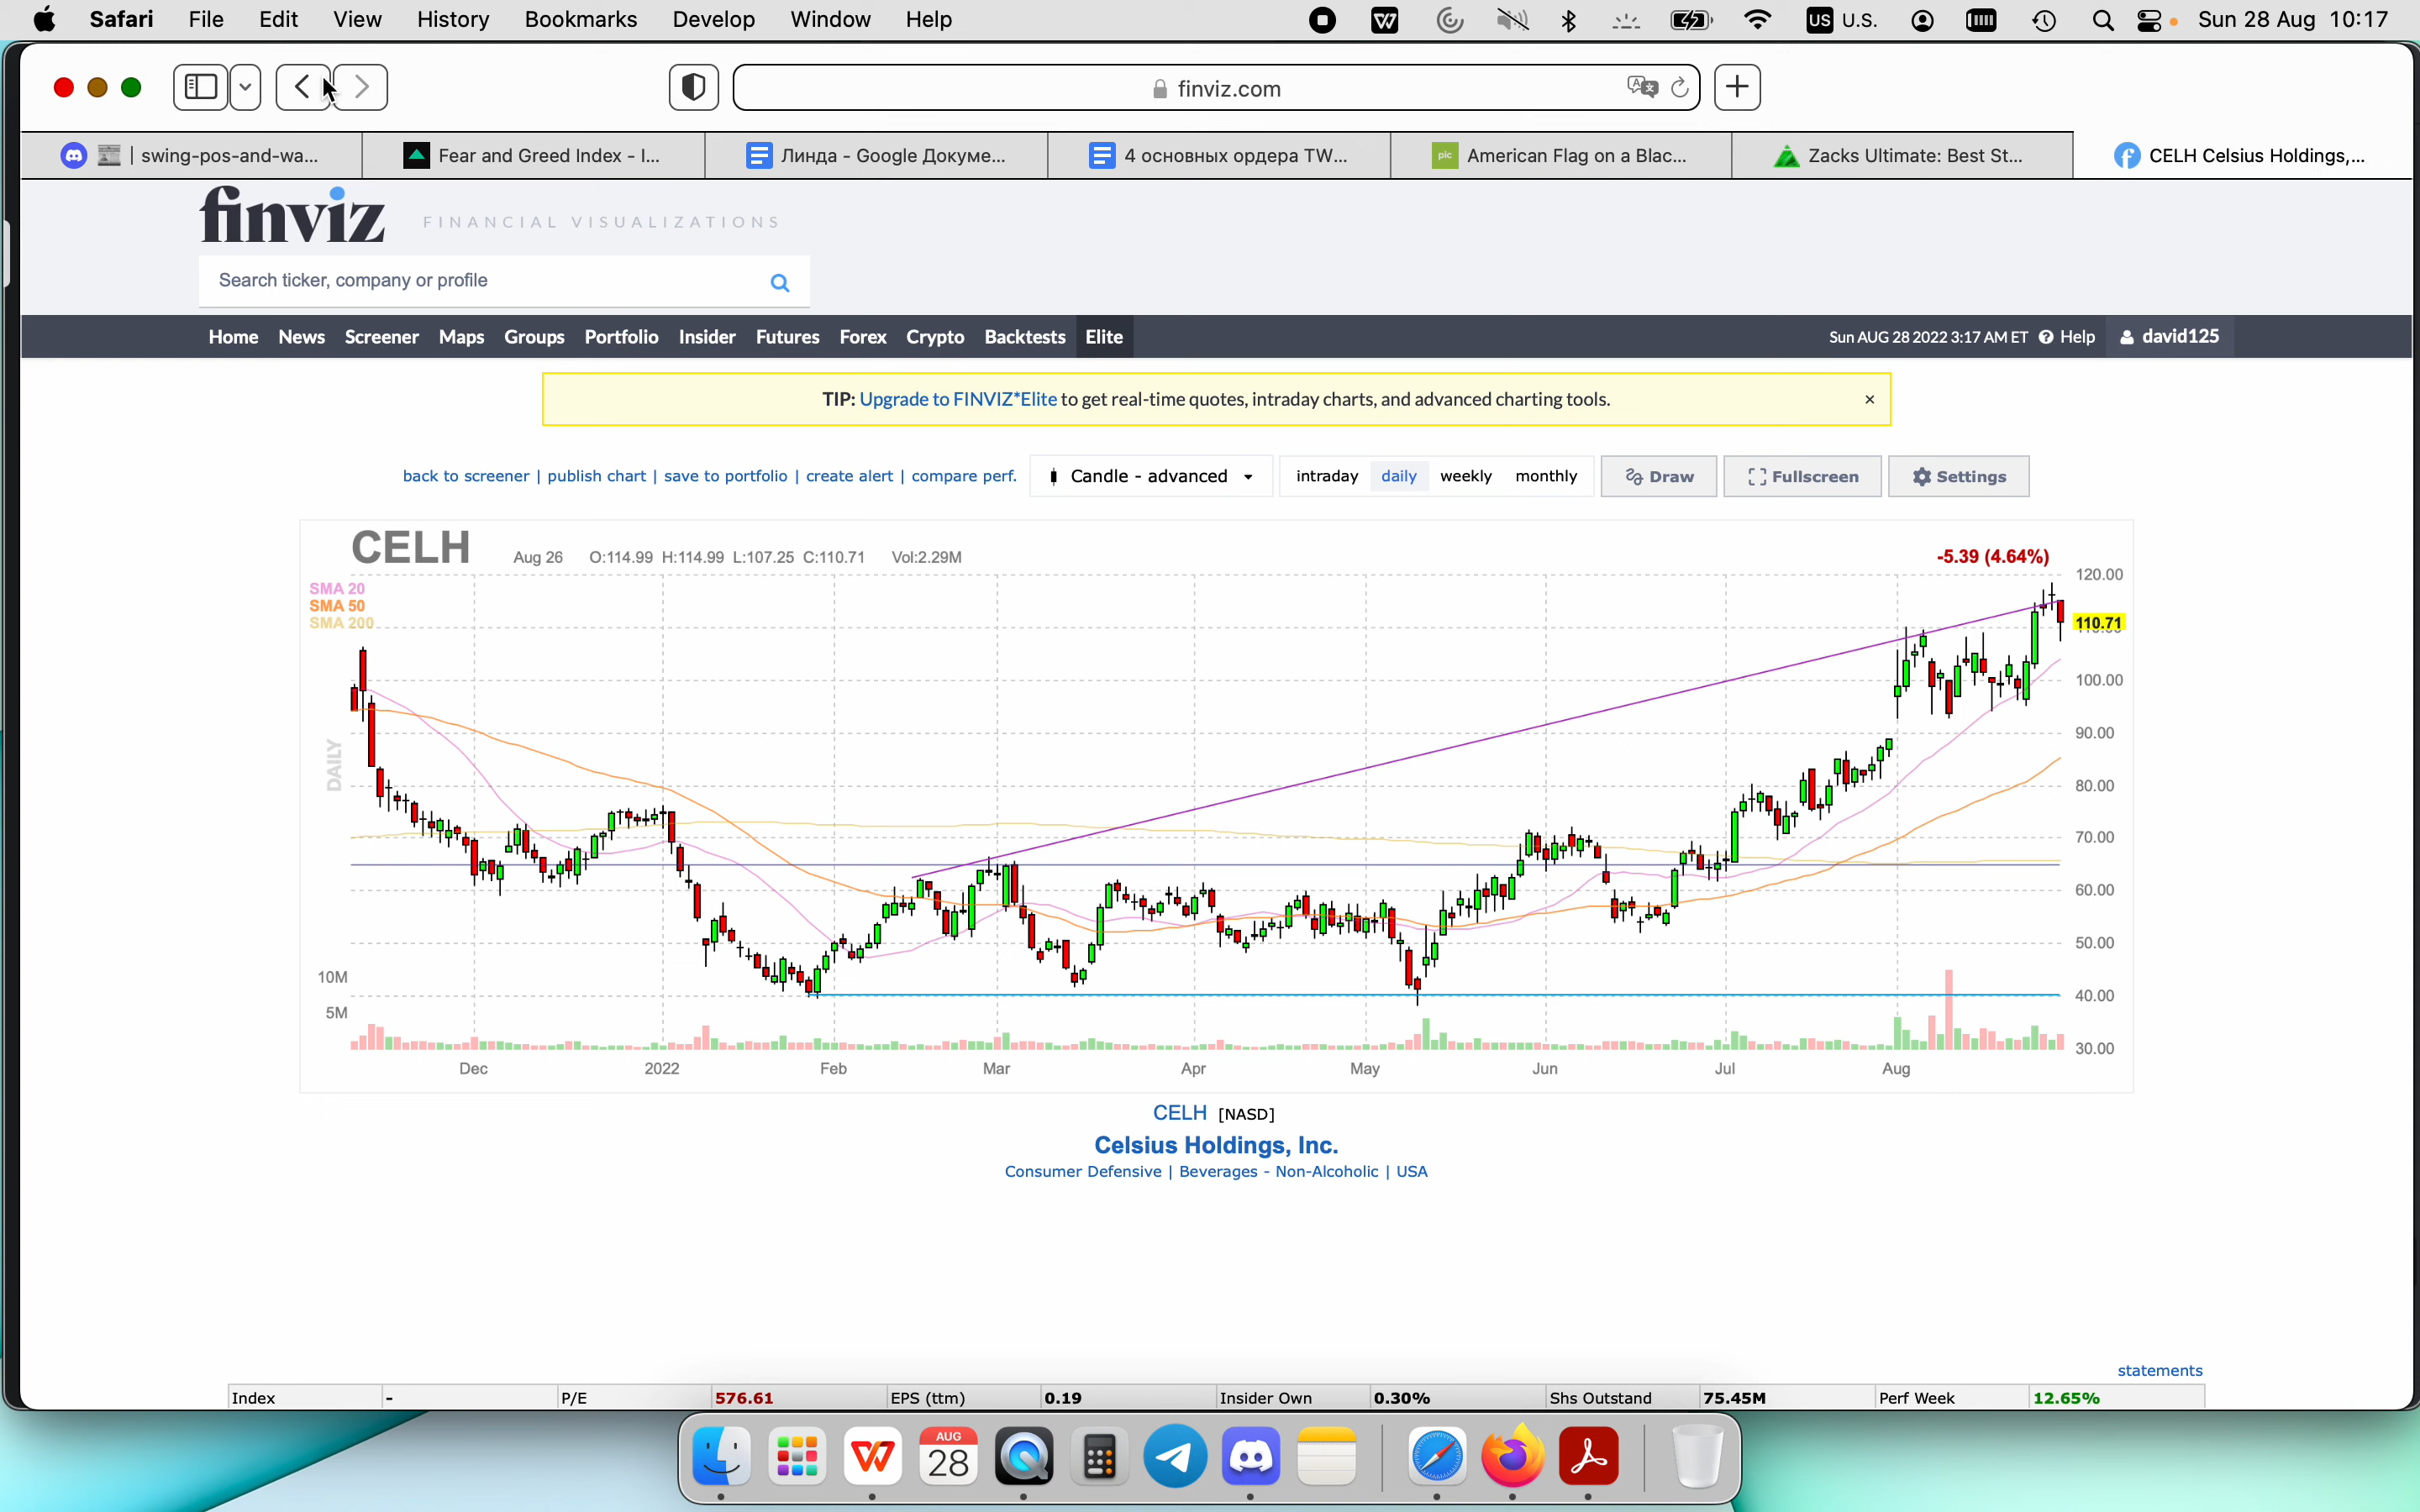 Safari File Edit View History Bookmarks Develop Window Help US U.S. Sun 28 Aug 10:17
finviz.com
| swing-pos-and-wa... Fear and Greed Index - I... Линда - Google Докуме... 4 основных ордера TW... pic American Flag on a Blac... Zacks Ultimate: Best St... CELH Celsius Holdings,...
finviz FINANCIAL VISUALIZATIONS
Search ticker, company or profile
Home News Screener Maps Groups Portfolio Insider Futures Forex Crypto Backtests Elite Sun AUG 28 2022 3:17 AM ET Help david125
TIP: Upgrade to FINVIZ*Elite to get real-time quotes, intraday charts, and advanced charting tools. ×
back to screener | publish chart | save to portfolio | create alert | compare perf. Candle - advanced intraday daily weekly monthly Draw Fullscreen Settings
CELH Aug 26 O:114.99 H:114.99 L:107.25 C:110.71 Vol:2.29M -5.39 (4.64%)
120.00
SMA 20
SMA 50
SMA 200
110.71
100.00
90.00
DAILY
80.00
70.00
60.00
50.00
10M
40.00
5M
30.00
Dec 2022 Feb Mar Apr May Jun Jul Aug
CELH [NASD]
Celsius Holdings, Inc.
Consumer Defensive | Beverages - Non-Alcoholic | USA
statements
Index - P/E 576.61 EPS (ttm) 0.19 Insider Own 0.30% Shs Outstand 75.45M Perf Week 12.65%
AUG
28